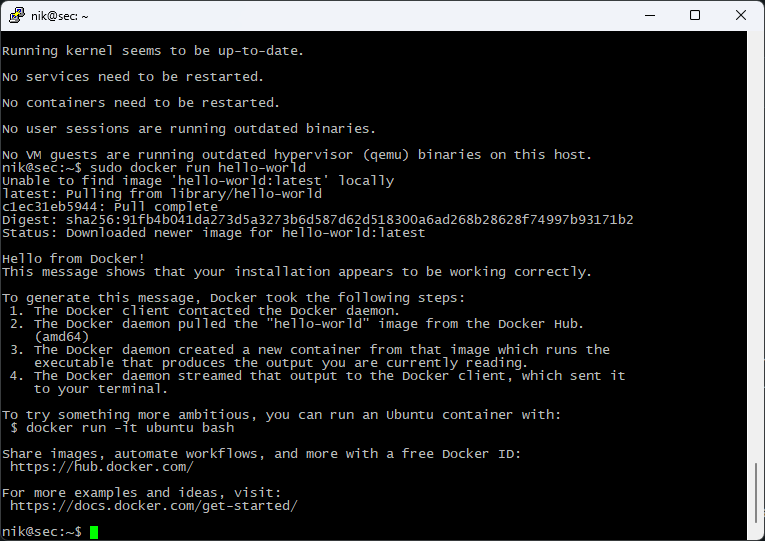 nik@sec: ~
Running kernel seems to be up-to-date.
No services need to be restarted.
No containers need to be restarted.
No user sessions are running outdated binaries.
No VM guests are running outdated hypervisor (qemu) binaries on this host.
nik@sec:~$ sudo docker run hello-world
Unable to find image 'hello-world:latest' locally
latest: Pulling from library/hello-world
c1ec31eb5944: Pull complete
Digest: sha256:91fb4b041da273d5a3273b6d587d62d518300a6ad268b28628f74997b93171b2
Status: Downloaded newer image for hello-world:latest
Hello from Docker!
This message shows that your installation appears to be working correctly.
To generate this message, Docker took the following steps:
1. The Docker client contacted the Docker daemon.
2. The Docker daemon pulled the "hello-world" image from the Docker Hub.
(amd64)
3. The Docker daemon created a new container from that image which runs the
executable that produces the output you are currently reading.
4. The Docker daemon streamed that output to the Docker client, which sent it
to your terminal.
To try something more ambitious, you can run an Ubuntu container with:
$ docker run -it ubuntu bash
Share images, automate workflows, and more with a free Docker ID:
https://hub.docker.com/
For more examples and ideas, visit:
https://docs.docker.com/get-started/
nik@sec:~$